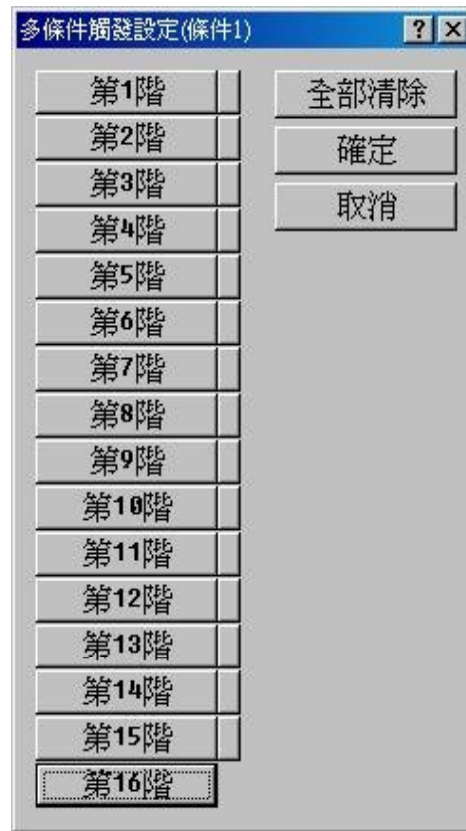 多條件觸發設定(條件1)
第1階
第2階
第3階
第4階
第5階
第6階
第7階
第8階
第9階
第10階
第11階
第12階
第13階
第14階
第15階
第16階
全部清除
確定
取消